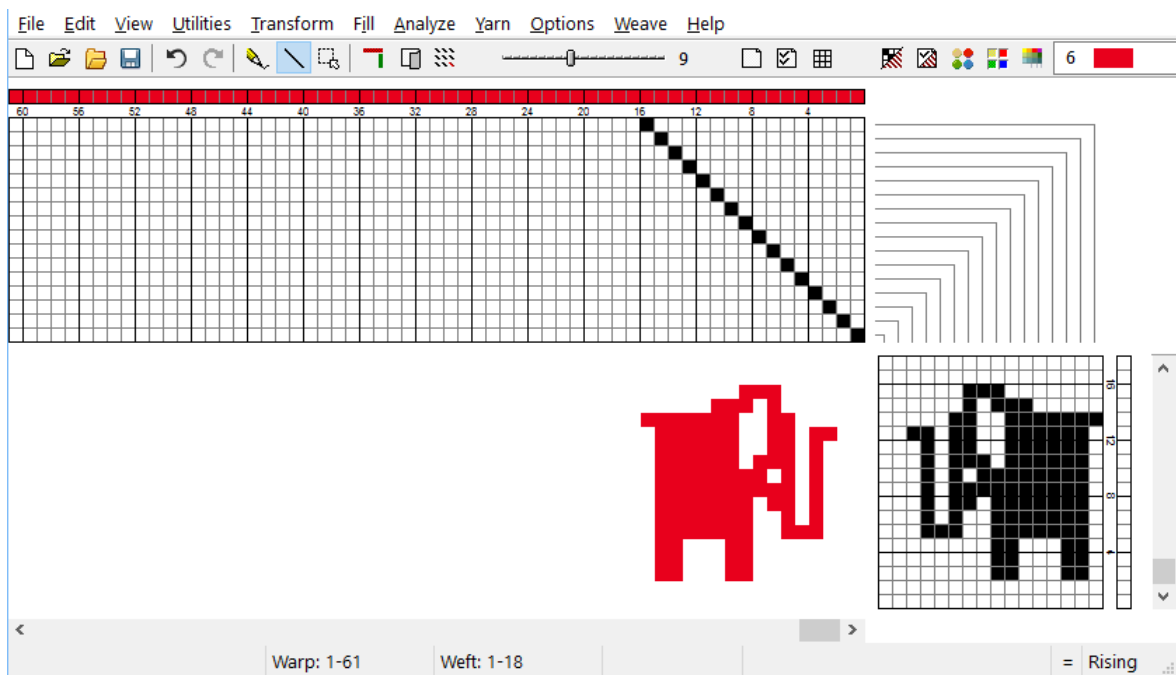 File Edit View Utilities Transform Fill Analyze Yarn Options Weave Help
9 6
60 56 52 48 44 40 36 32 28 24 20 16 12 8 4
16
12
8
4
Warp: 1-61 Weft: 1-18 = Rising